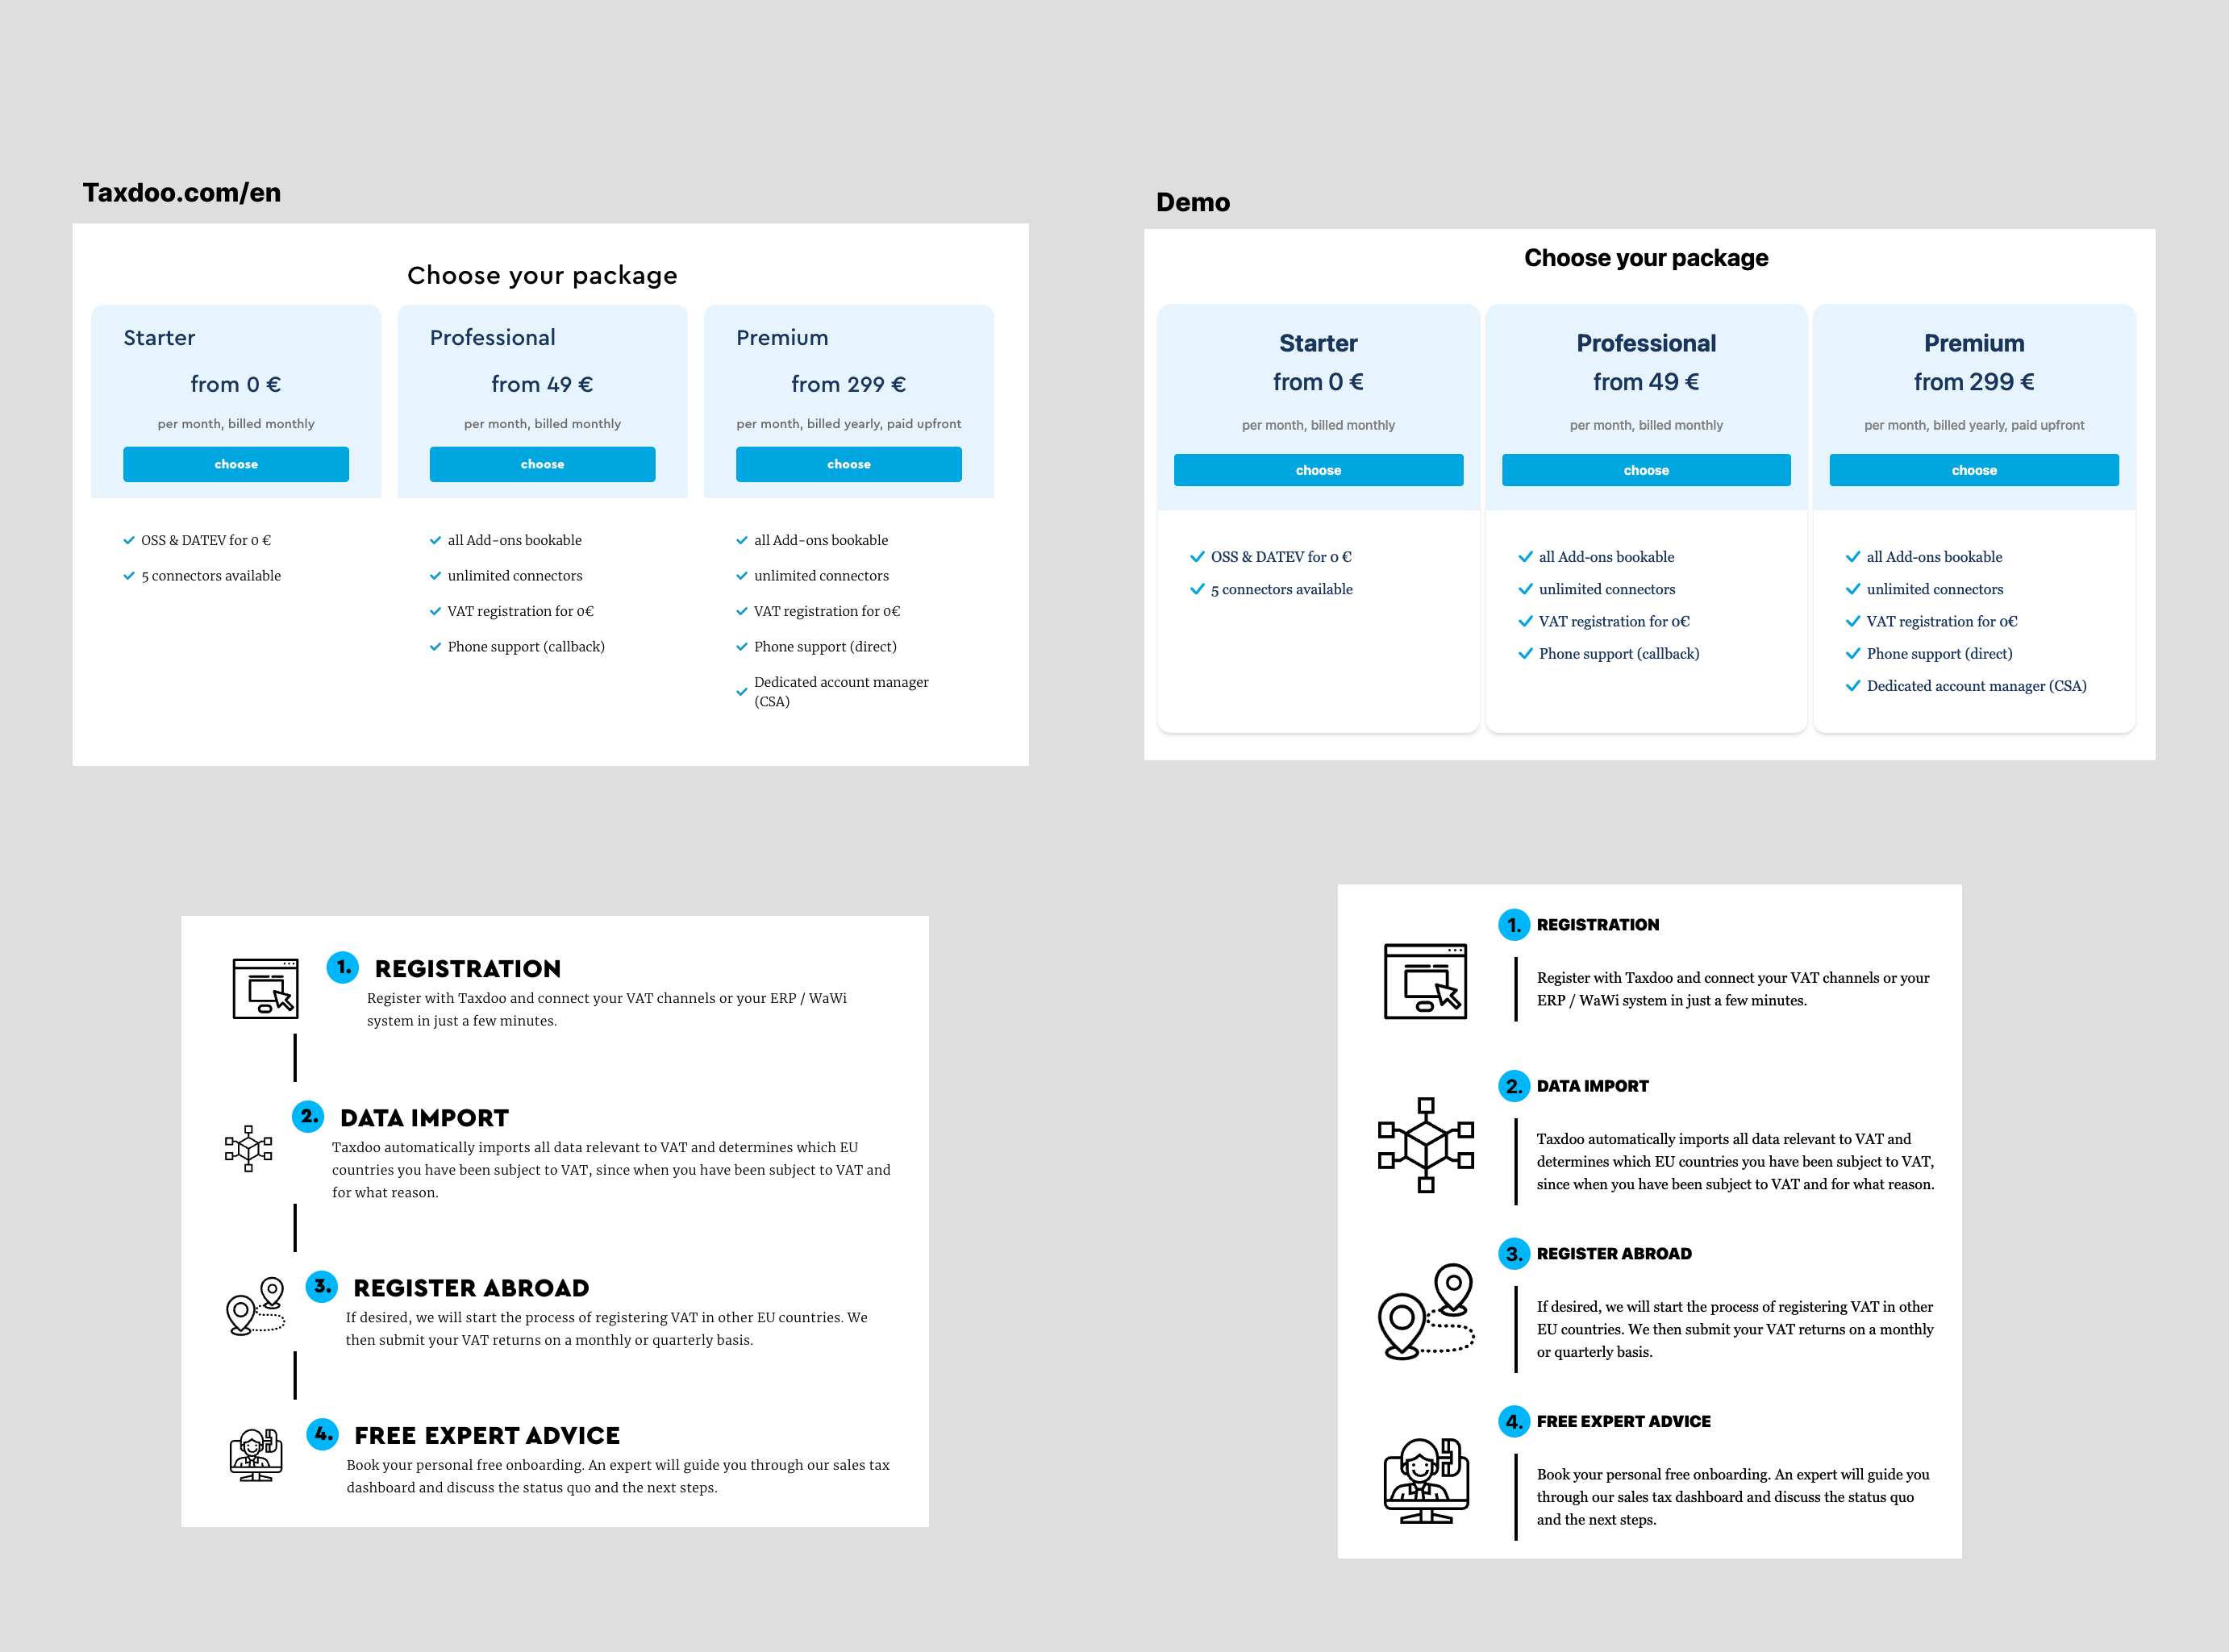 Taxdoo.com/en
Choose your package
Starter
from 0 €
per month, billed monthly
choose
OSS & DATEV for 0 €
5 connectors available
Professional
from 49 €
per month, billed monthly
choose
all Add-ons bookable
unlimited connectors
VAT registration for 0€
Phone support (callback)
Premium
from 299 €
per month, billed yearly, paid upfront
choose
all Add-ons bookable
unlimited connectors
VAT registration for 0€
Phone support (direct)
Dedicated account manager
(CSA)
Demo
Choose your package
Starter
from 0 €
per month, billed monthly
choose
OSS & DATEV for 0 €
5 connectors available
Professional
from 49 €
per month, billed monthly
choose
all Add-ons bookable
unlimited connectors
VAT registration for 0€
Phone support (callback)
Premium
from 299 €
per month, billed yearly, paid upfront
choose
all Add-ons bookable
unlimited connectors
VAT registration for 0€
Phone support (direct)
Dedicated account manager (CSA)
1. REGISTRATION
Register with Taxdoo and connect your VAT channels or your ERP / WaWi
system in just a few minutes.
2. DATA IMPORT
Taxdoo automatically imports all data relevant to VAT and determines which EU
countries you have been subject to VAT, since when you have been subject to VAT and
for what reason.
3. REGISTER ABROAD
If desired, we will start the process of registering VAT in other EU countries. We
then submit your VAT returns on a monthly or quarterly basis.
4. FREE EXPERT ADVICE
Book your personal free onboarding. An expert will guide you through our sales tax
dashboard and discuss the status quo and the next steps.
1. REGISTRATION
Register with Taxdoo and connect your VAT channels or your
ERP / WaWi system in just a few minutes.
2. DATA IMPORT
Taxdoo automatically imports all data relevant to VAT and
determines which EU countries you have been subject to VAT,
since when you have been subject to VAT and for what reason.
3. REGISTER ABROAD
If desired, we will start the process of registering VAT in other
EU countries. We then submit your VAT returns on a monthly
or quarterly basis.
4. FREE EXPERT ADVICE
Book your personal free onboarding. An expert will guide you
through our sales tax dashboard and discuss the status quo
and the next steps.